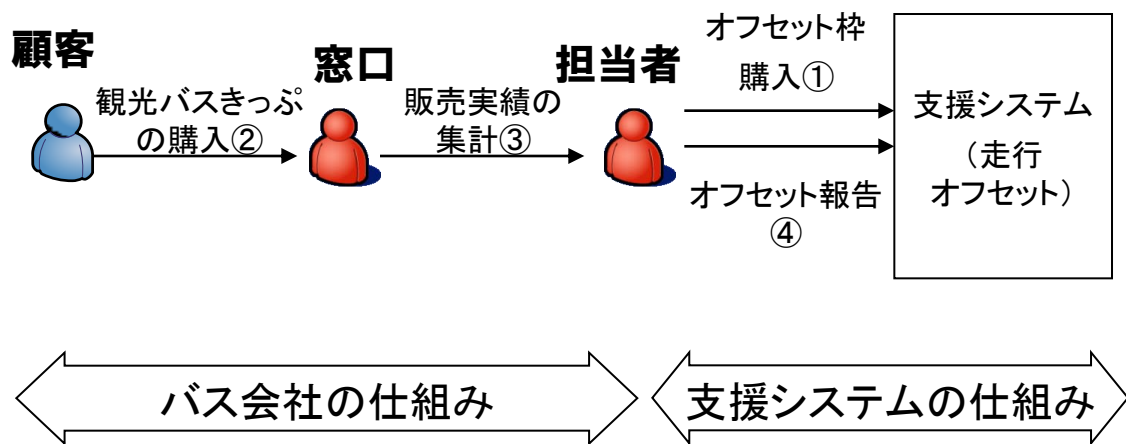 顧客
窓口
担当者
観光バスきっぷ
の購入②
販売実績の
集計③
オフセット枠
購入①
オフセット報告
④
支援システム
（走行
オフセット）
バス会社の仕組み
支援システムの仕組み